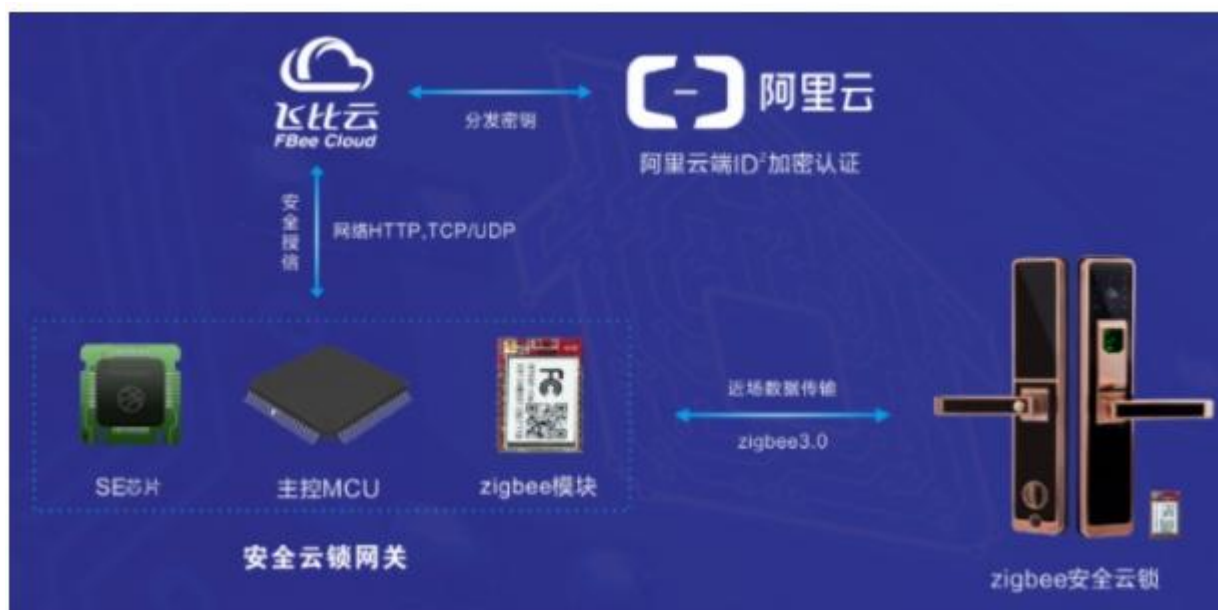 飞比云
FBee Cloud
分发密钥
阿里云
阿里云端ID²加密认证
安全授信
网络HTTP,TCP/UDP
SE芯片
主控MCU
zigbee模块
安全云锁网关
近场数据传输
zigbee3.0
zigbee安全云锁